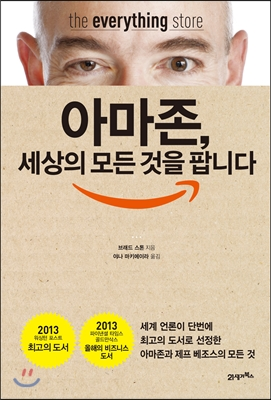 the everything store
아마존,
세상의 모든 것을 팝니다
브래드 스톤 지음
야나 마키에이라 옮김
2013
워싱턴 포스트
최고의 도서
2013
파이낸셜 타임스
골드만삭스
올해의 비즈니스
도서
세계 언론이 단번에
최고의 도서로 선정한
아마존과 제프 베조스의 모든 것
21세기북스
yes24